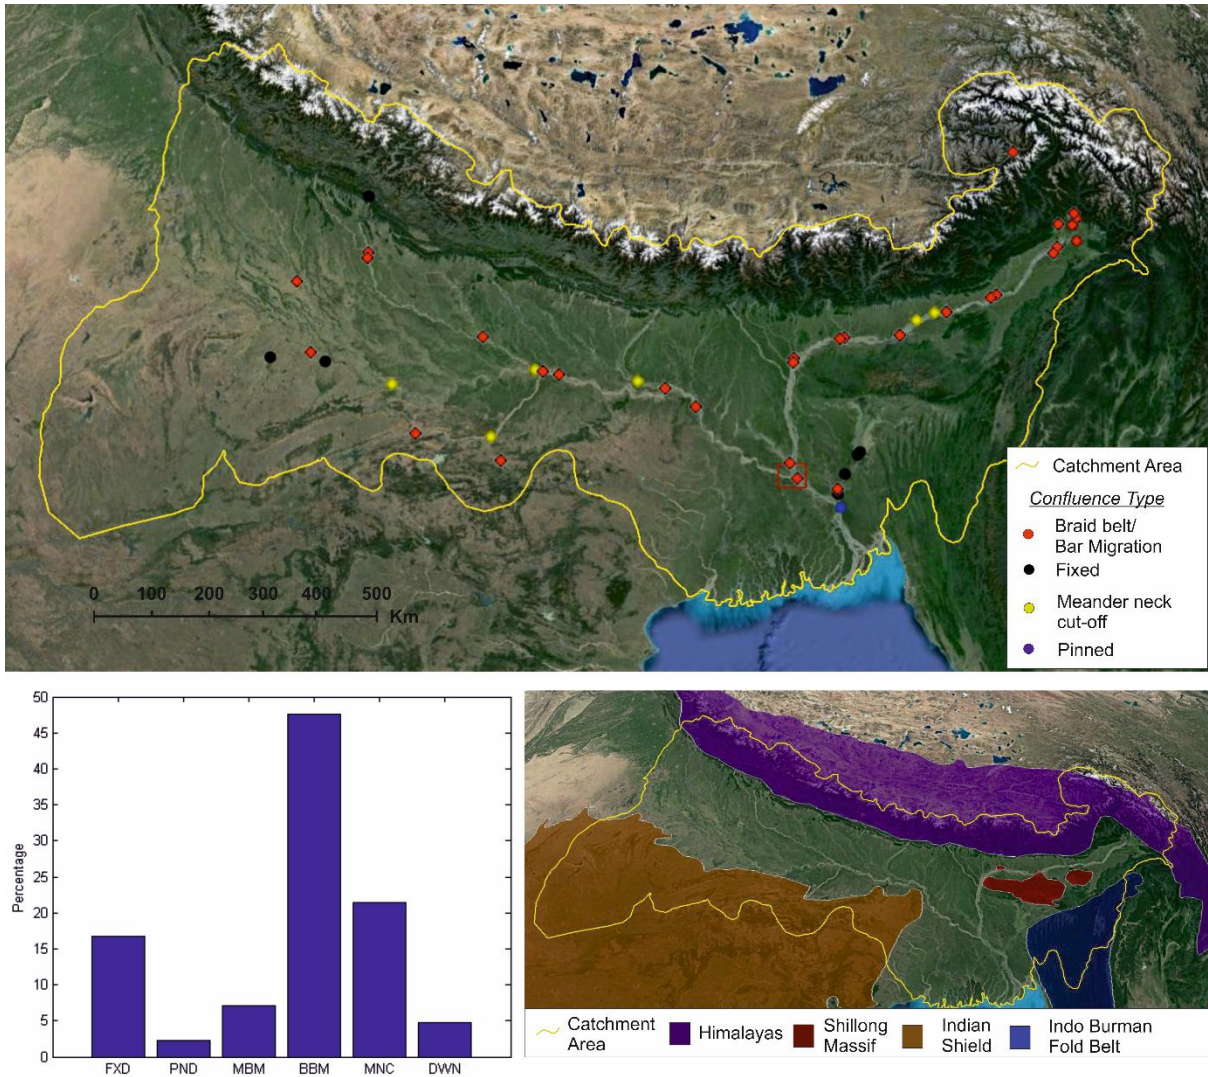 Catchment Area
Confluence Type
Braid belt/
Bar Migration
Fixed
Meander neck
cut-off
Pinned
0 100 200 300 400 500
Km
50
45
40
35
30
25
20
15
10
5
0
Percentage
FXD PND MBM BBM MNC DWN
Catchment
Area
Himalayas
Shillong
Massif
Indian
Shield
Indo Burman
Fold Belt